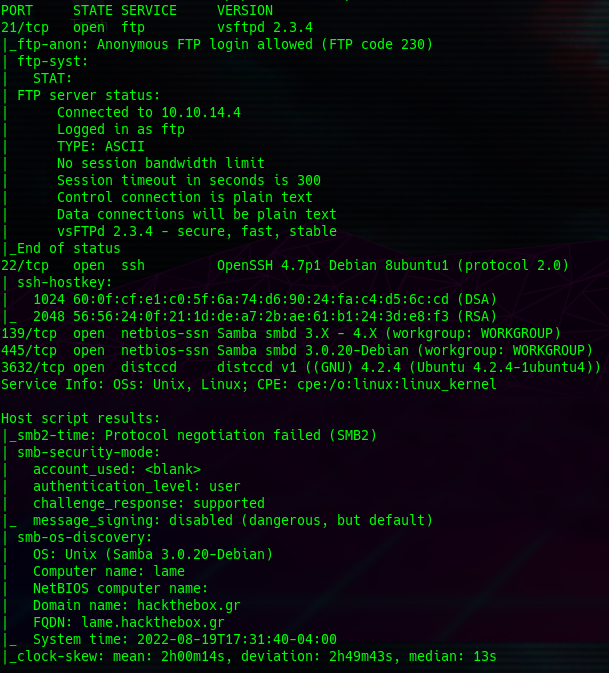 PORT     STATE SERVICE     VERSION
21/tcp   open  ftp         vsftpd 2.3.4
|_ftp-anon: Anonymous FTP login allowed (FTP code 230)
| ftp-syst:
|   STAT:
| FTP server status:
|      Connected to 10.10.14.4
|      Logged in as ftp
|      TYPE: ASCII
|      No session bandwidth limit
|      Session timeout in seconds is 300
|      Control connection is plain text
|      Data connections will be plain text
|      vsFTPd 2.3.4 - secure, fast, stable
|_End of status
22/tcp   open  ssh         OpenSSH 4.7p1 Debian 8ubuntu1 (protocol 2.0)
| ssh-hostkey:
|   1024 60:0f:cf:e1:c0:5f:6a:74:d6:90:24:fa:c4:d5:6c:cd (DSA)
|_  2048 56:56:24:0f:21:1d:de:a7:2b:ae:61:b1:24:3d:e8:f3 (RSA)
139/tcp  open  netbios-ssn Samba smbd 3.X - 4.X (workgroup: WORKGROUP)
445/tcp  open  netbios-ssn Samba smbd 3.0.20-Debian (workgroup: WORKGROUP)
3632/tcp open  distccd     distccd v1 ((GNU) 4.2.4 (Ubuntu 4.2.4-1ubuntu4))
Service Info: OSs: Unix, Linux; CPE: cpe:/o:linux:linux_kernel

Host script results:
|_smb2-time: Protocol negotiation failed (SMB2)
| smb-security-mode:
|   account_used: <blank>
|   authentication_level: user
|   challenge_response: supported
|_  message_signing: disabled (dangerous, but default)
| smb-os-discovery:
|   OS: Unix (Samba 3.0.20-Debian)
|   Computer name: lame
|   NetBIOS computer name:
|   Domain name: hackthebox.gr
|   FQDN: lame.hackthebox.gr
|_  System time: 2022-08-19T17:31:40-04:00
|_clock-skew: mean: 2h00m14s, deviation: 2h49m43s, median: 13s